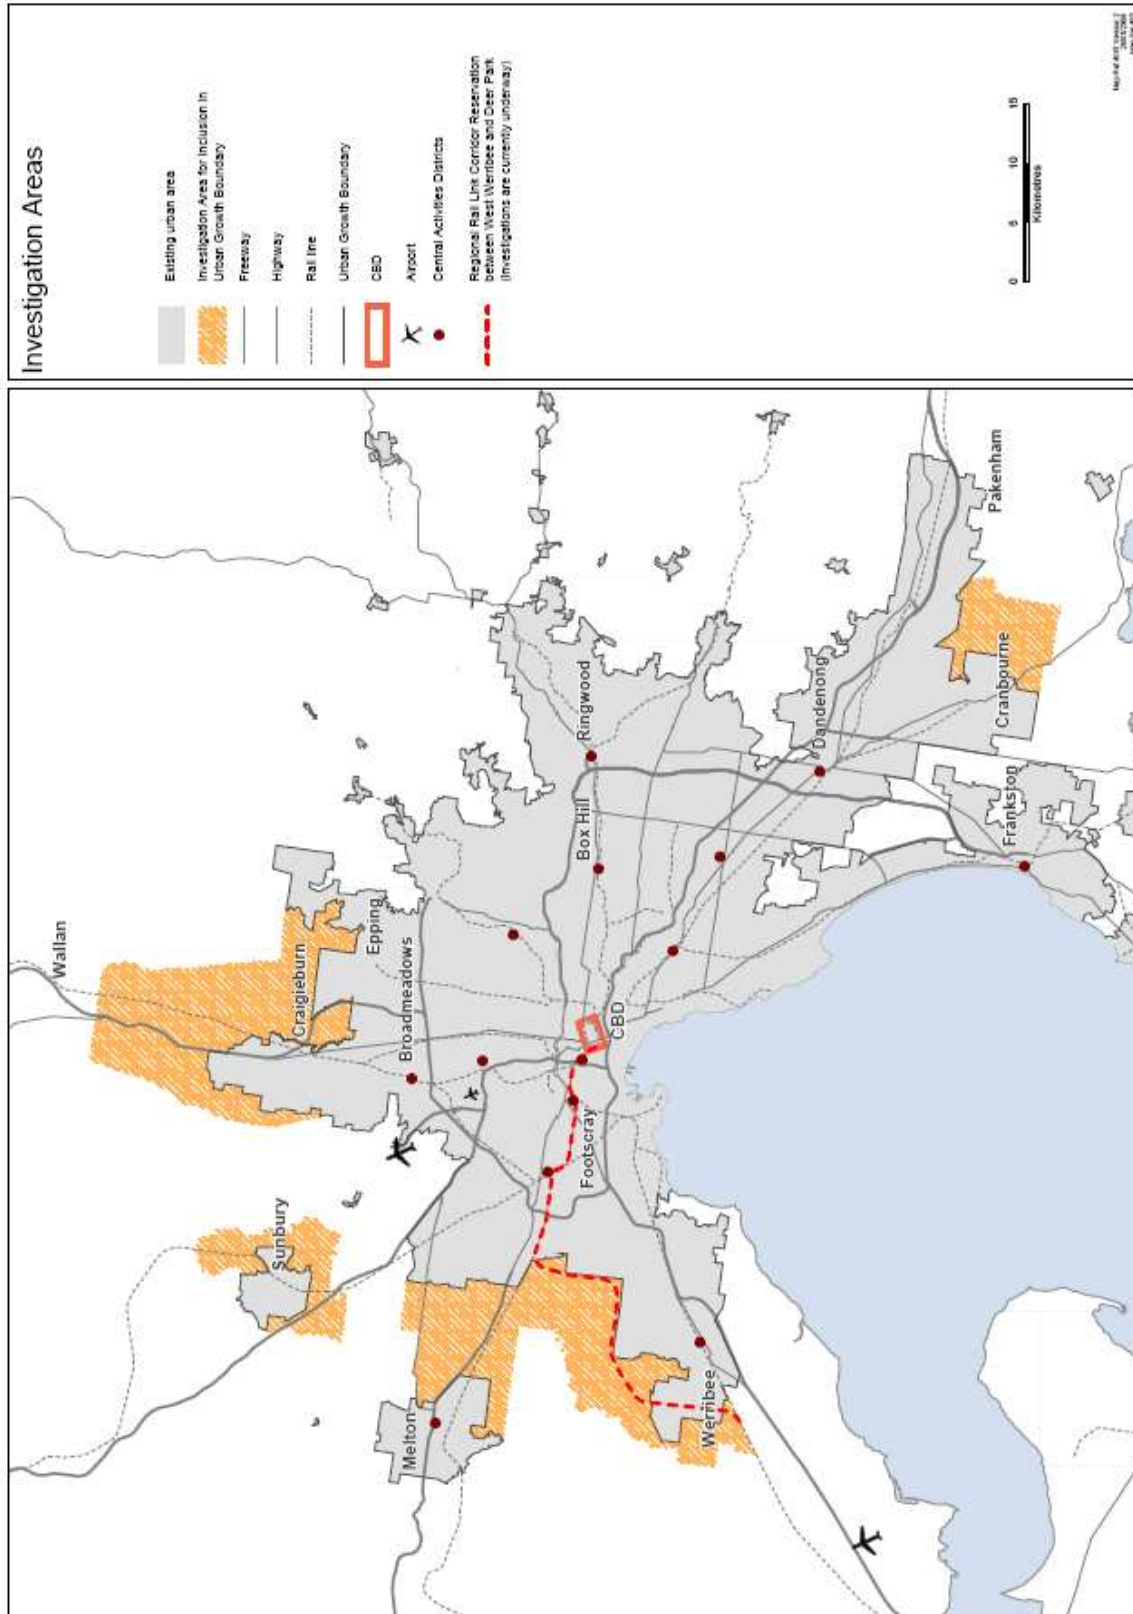 Investigation Areas
Existing urban area
Investigation Area for Inclusion in
Urban Growth Boundary
Freeway
Highway
Rail line
Urban Growth Boundary
CBD
Airport
Central Activities Districts
Regional Rail Link Corridor Reservation
between West Werribee and Deer Park
(Investigations are currently underway)
0 5 10 15
Kilometres
Wallan
Craigieburn
Epping
Broadmeadows
Sunbury
Melton
Ringwood
Box Hill
CBD
Footscray
Werribee
Dandenong
Pakenham
Cranbourne
Frankston